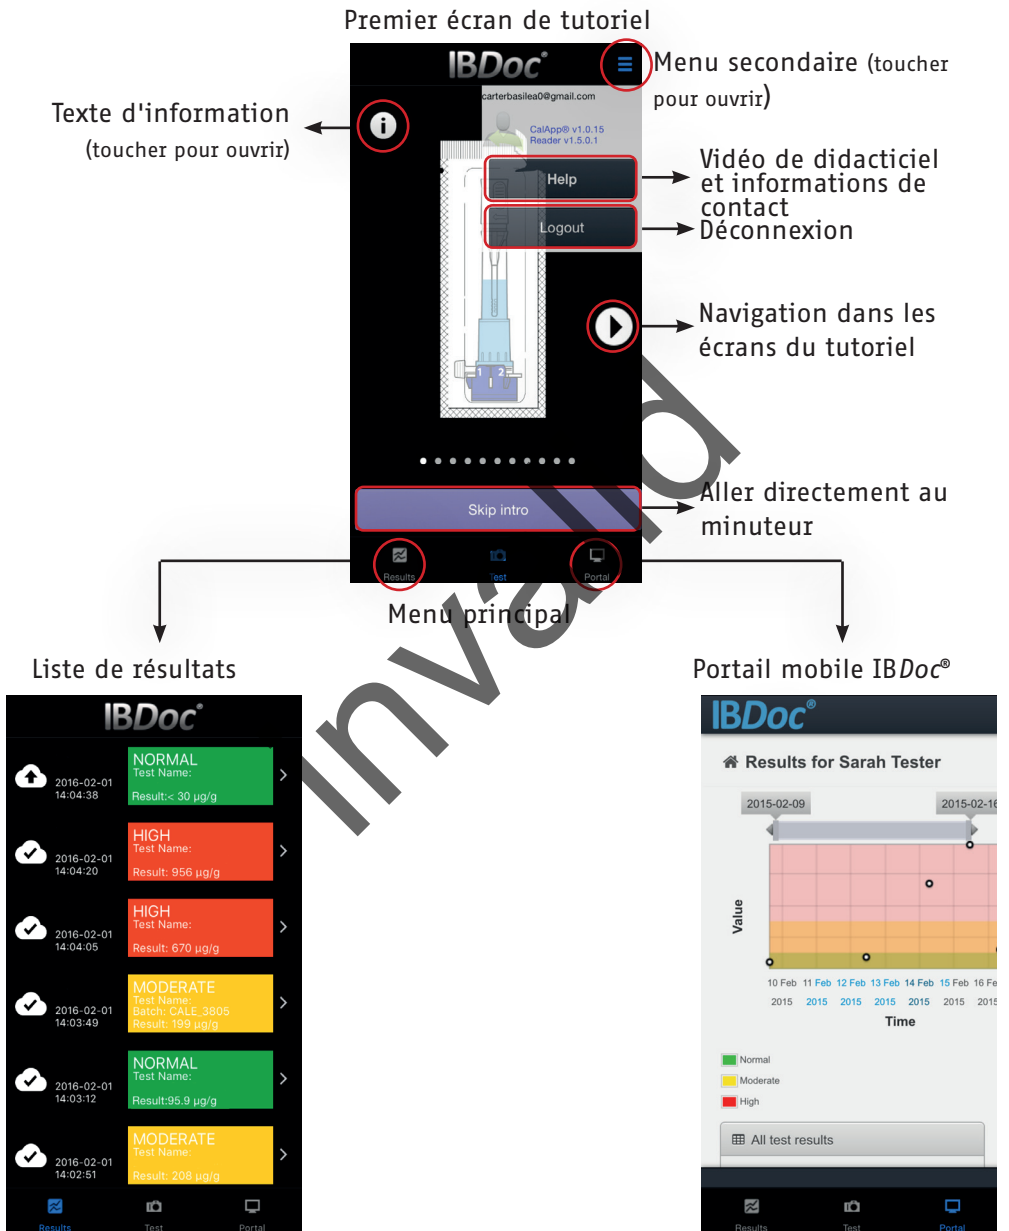 Premier écran de tutoriel
IBDoc®
Menu secondaire (toucher
pour ouvrir)
carterbasilea0@gmail.com
Texte d'information
(toucher pour ouvrir)
CalApp® v1.0.15
Reader v1.5.0.1
Help
Vidéo de didacticiel
et informations de
contact
Logout
Déconnexion
Navigation dans les
écrans du tutoriel
1 2
Skip intro
Aller directement au
minuteur
Results
Test
Portal
Menu principal
Invalid
Liste de résultats
IBDoc®
NORMAL
Test Name:
2016-02-01
14:04:38
Result:< 30 µg/g
HIGH
Test Name:
2016-02-01
14:04:20
Result: 956 µg/g
HIGH
Test Name:
2016-02-01
14:04:05
Result: 670 µg/g
MODERATE
Test Name:
Batch: CALE_3805
2016-02-01
14:03:49
Result: 199 µg/g
NORMAL
Test Name:
2016-02-01
14:03:12
Result:95.9 µg/g
MODERATE
Test Name:
2016-02-01
14:02:51
Result: 208 µg/g
Results
Test
Portal
Portail mobile IBDoc®
IBDoc®
Results for Sarah Tester
2015-02-09
2015-02-16
Value
10 Feb 11 Feb 12 Feb 13 Feb 14 Feb 15 Feb 16 Fe
2015 2015 2015 2015 2015 2015 2015
Time
Normal
Moderate
High
All test results
Results
Test
Portal